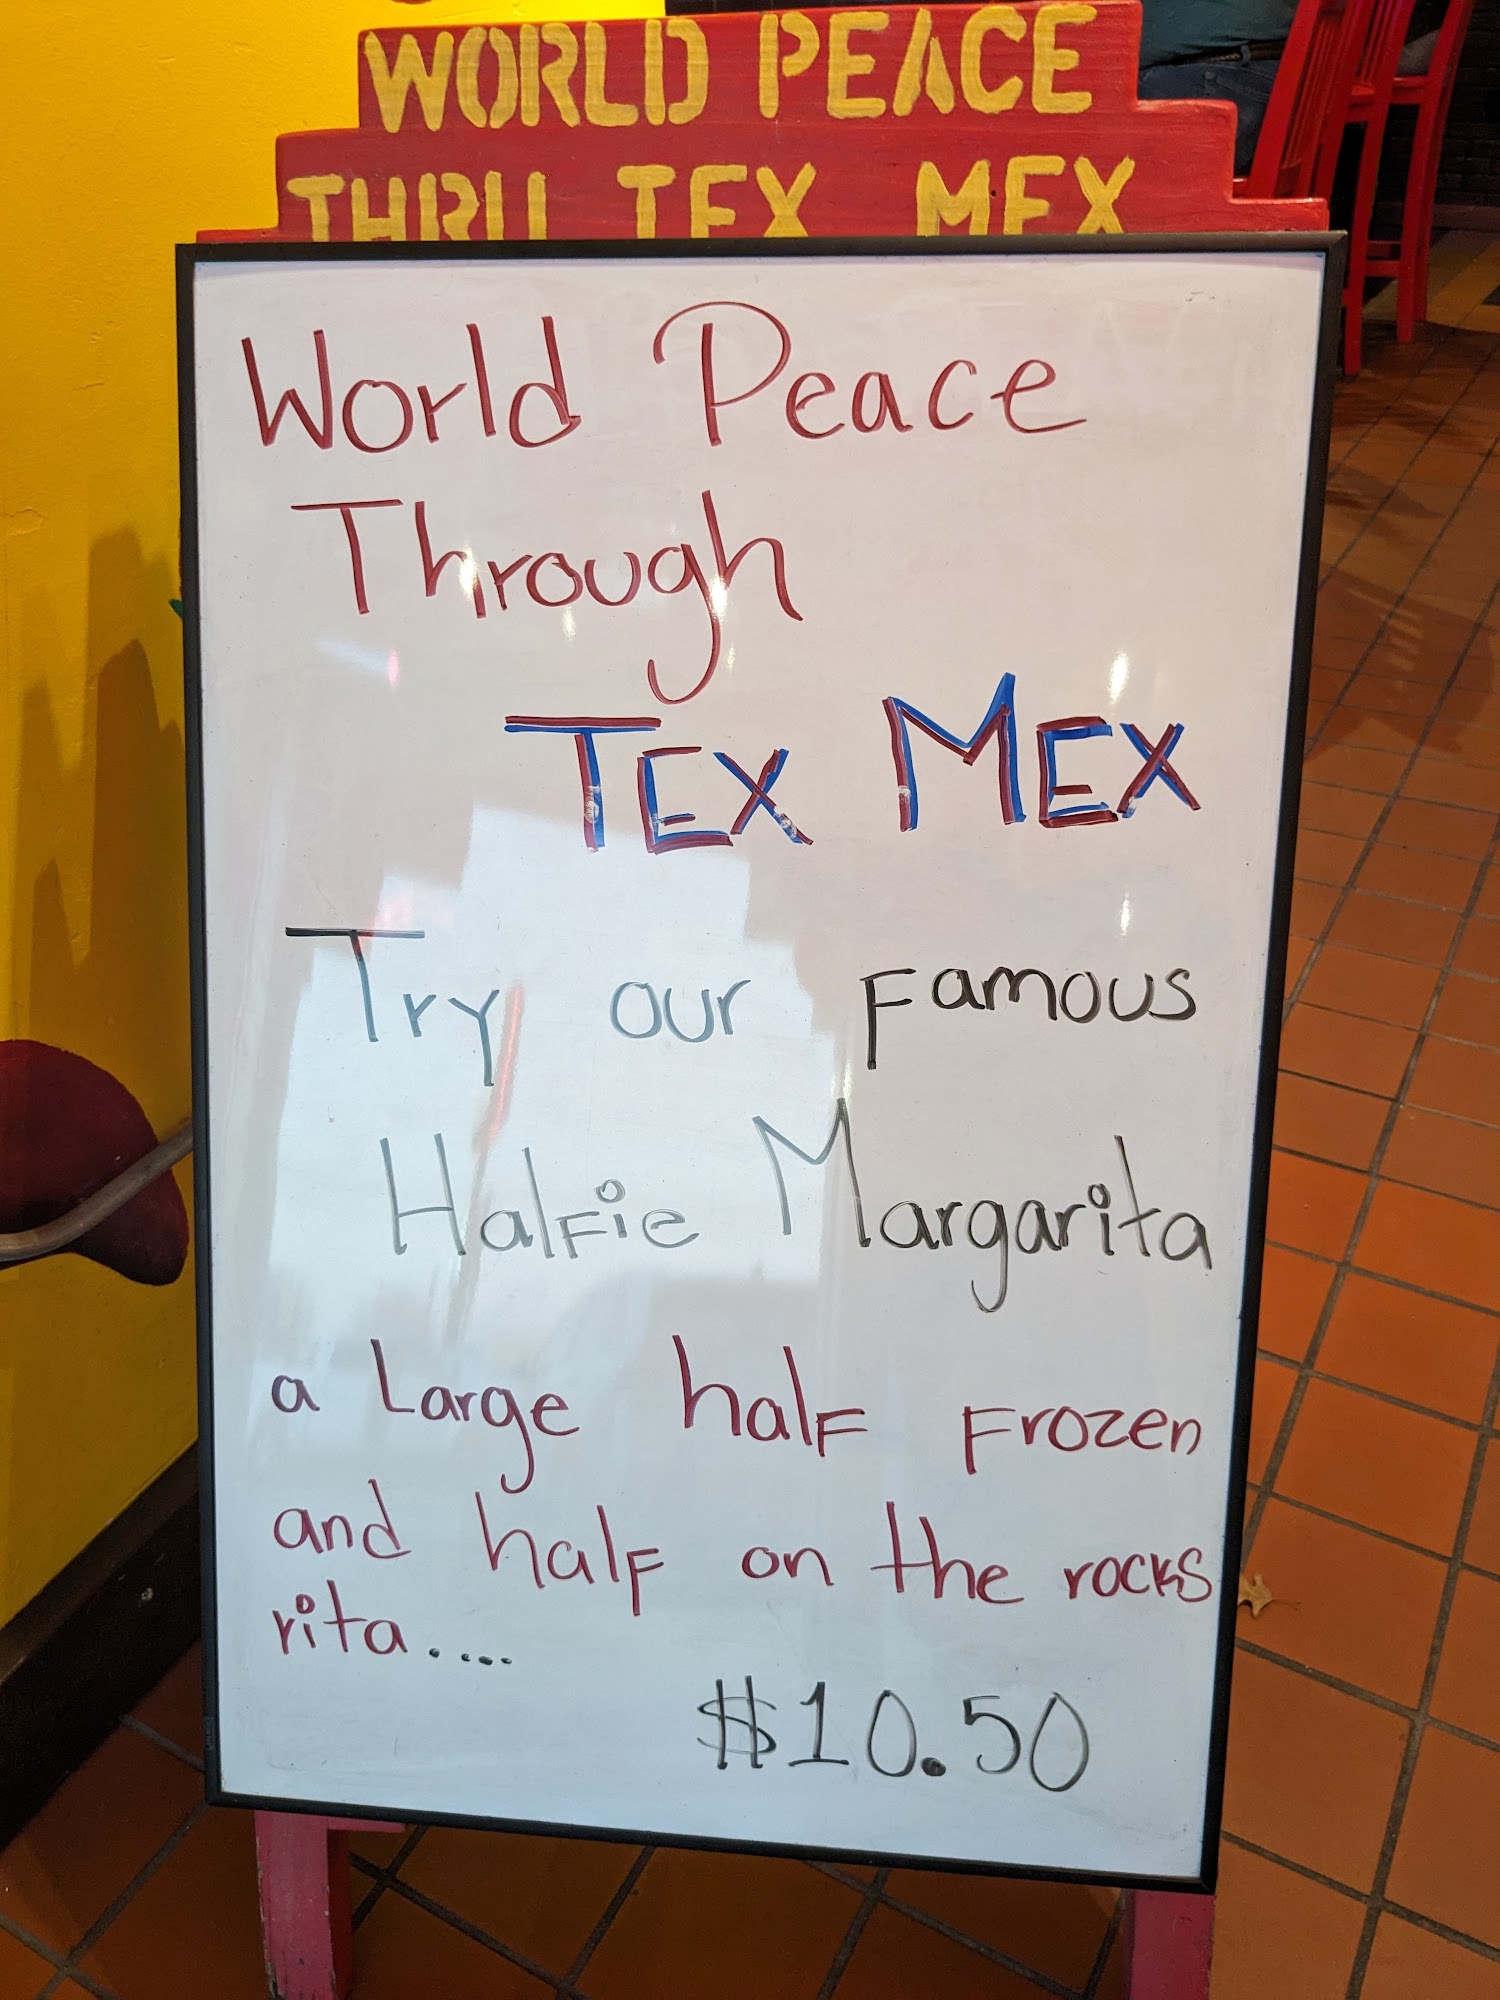 WORLD PEACE
THRU TEX MEX
World Peace
Through
TEX MEX
Try our Famous
Halfie Margarita
a Large half Frozen
and half on the rocks
rita.....
$10.50